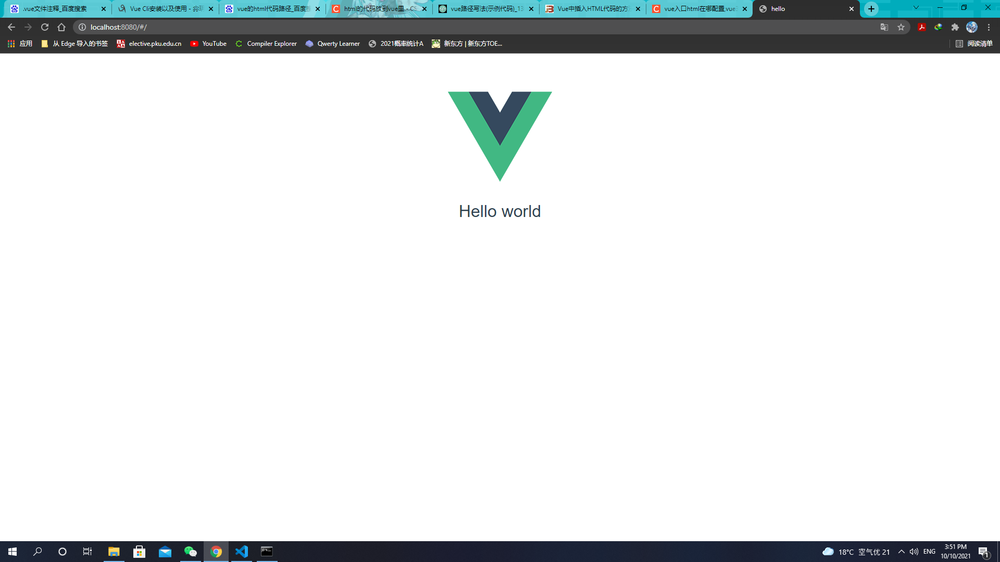 .vue文件注释_百度搜索
Vue Cli安装以及使用 -
vue的html代码路径_百度搜
html的代码放到vue里 - CS
vue路径写法(示例代码)_13
Vue中插入HTML代码的方法
vue入口html在哪配置,vue
hello
localhost:8080/#/
应用
从 Edge 导入的书签
elective.pku.edu.cn
YouTube
Compiler Explorer
Qwerty Learner
2021概率统计A
新东方 | 新东方TOE...
阅读清单
Hello world
18°C 空气优 21
ENG
3:51 PM
10/10/2021
1